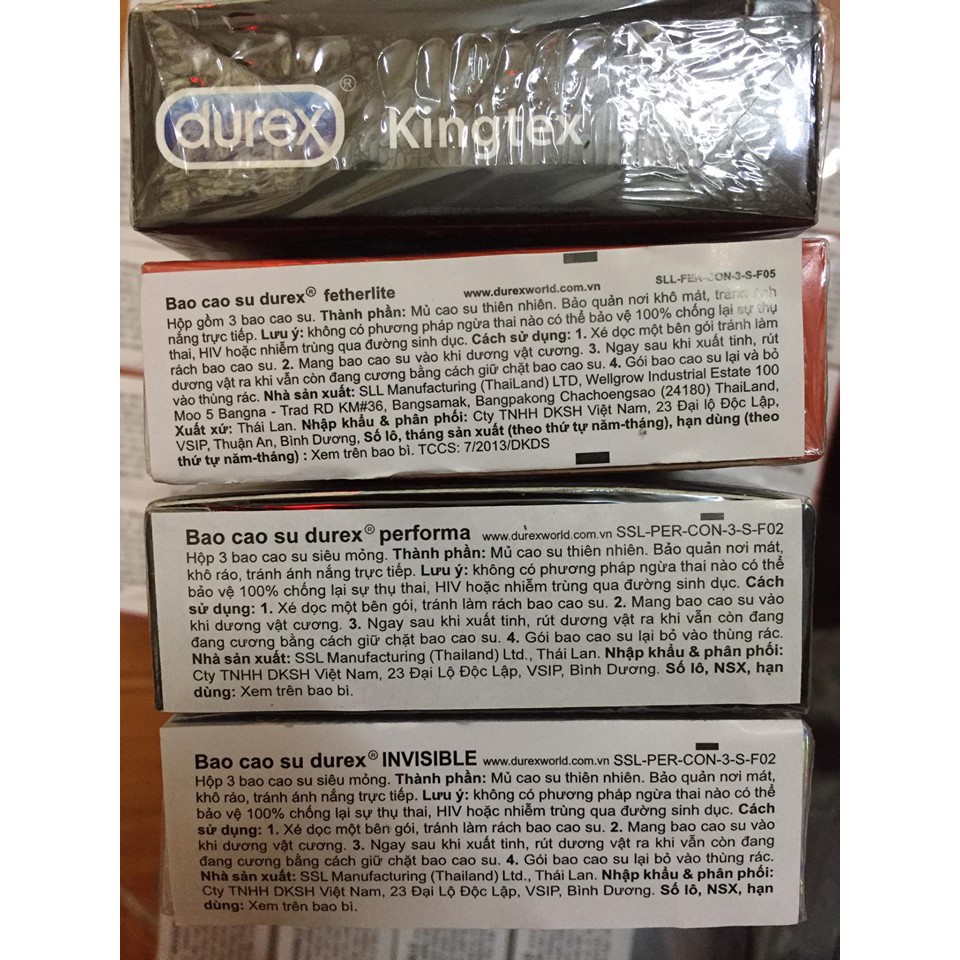 durex® Kingtex
Bao cao su durex® fetherlite www.durexworld.com.vn SLL-PER-CON-3-S-F05
Hộp gồm 3 bao cao su. Thành phần: Mủ cao su thiên nhiên. Bảo quản nơi khô mát, tránh ánh
nắng trực tiếp. Lưu ý: không có phương pháp ngừa thai nào có thể bảo vệ 100% chống lại sự thụ
thai, HIV hoặc nhiễm trùng qua đường sinh dục. Cách sử dụng: 1. Xé dọc một bên gói tránh làm
rách bao cao su. 2. Mang bao cao su vào khi dương vật cương. 3. Ngay sau khi xuất tinh, rút
dương vật ra khi vẫn còn đang cương bằng cách giữ chặt bao cao su. 4. Gói bao cao su lại và bỏ
vào thùng rác. Nhà sản xuất: SLL Manufacturing (ThaiLand) LTD, Wellgrow Industrial Estate 100
Moo 5 Bangna - Trad RD KM#36, Bangsamak, Bangpakong Chachoengsao (24180) ThaiLand,
Xuất xứ: Thái Lan. Nhập khẩu & phân phối: Cty TNHH DKSH Việt Nam, 23 Đại lộ Độc Lập,
VSIP, Thuận An, Bình Dương, Số lô, tháng sản xuất (theo thứ tự năm-tháng), hạn dùng (theo
thứ tự năm-tháng) : Xem trên bao bì. TCCS: 7/2013/DKDS
Bao cao su durex® performa www.durexworld.com.vn SSL-PER-CON-3-S-F02
Hộp 3 bao cao su siêu mỏng. Thành phần: Mủ cao su thiên nhiên. Bảo quản nơi mát,
khô ráo, tránh ánh nắng trực tiếp. Lưu ý: không có phương pháp ngừa thai nào có thể
bảo vệ 100% chống lại sự thụ thai, HIV hoặc nhiễm trùng qua đường sinh dục. Cách
sử dụng: 1. Xé dọc một bên gói, tránh làm rách bao cao su. 2. Mang bao cao su vào
khi dương vật cương. 3. Ngay sau khi xuất tinh, rút dương vật ra khi vẫn còn đang
đang cương bằng cách giữ chặt bao cao su. 4. Gói bao cao su lại bỏ vào thùng rác.
Nhà sản xuất: SSL Manufacturing (Thailand) Ltd., Thái Lan. Nhập khẩu & phân phối:
Cty TNHH DKSH Việt Nam, 23 Đại Lộ Độc Lập, VSIP, Bình Dương. Số lô, NSX, hạn
dùng: Xem trên bao bì.
Bao cao su durex® INVISIBLE www.durexworld.com.vn SSL-PER-CON-3-S-F02
Hộp 3 bao cao su siêu mỏng. Thành phần: Mủ cao su thiên nhiên. Bảo quản nơi mát,
khô ráo, tránh ánh nắng trực tiếp. Lưu ý: không có phương pháp ngừa thai nào có thể
bảo vệ 100% chống lại sự thụ thai, HIV hoặc nhiễm trùng qua đường sinh dục. Cách
sử dụng: 1. Xé dọc một bên gói, tránh làm rách bao cao su. 2. Mang bao cao su vào
khi dương vật cương. 3. Ngay sau khi xuất tinh, rút dương vật ra khi vẫn còn đang
đang cương bằng cách giữ chặt bao cao su. 4. Gói bao cao su lại bỏ vào thùng rác.
Nhà sản xuất: SSL Manufacturing (Thailand) Ltd., Thái Lan. Nhập khẩu & phân phối:
Cty TNHH DKSH Việt Nam, 23 Đại Lộ Độc Lập, VSIP, Bình Dương. Số lô, NSX, hạn
dùng: Xem trên bao bì.